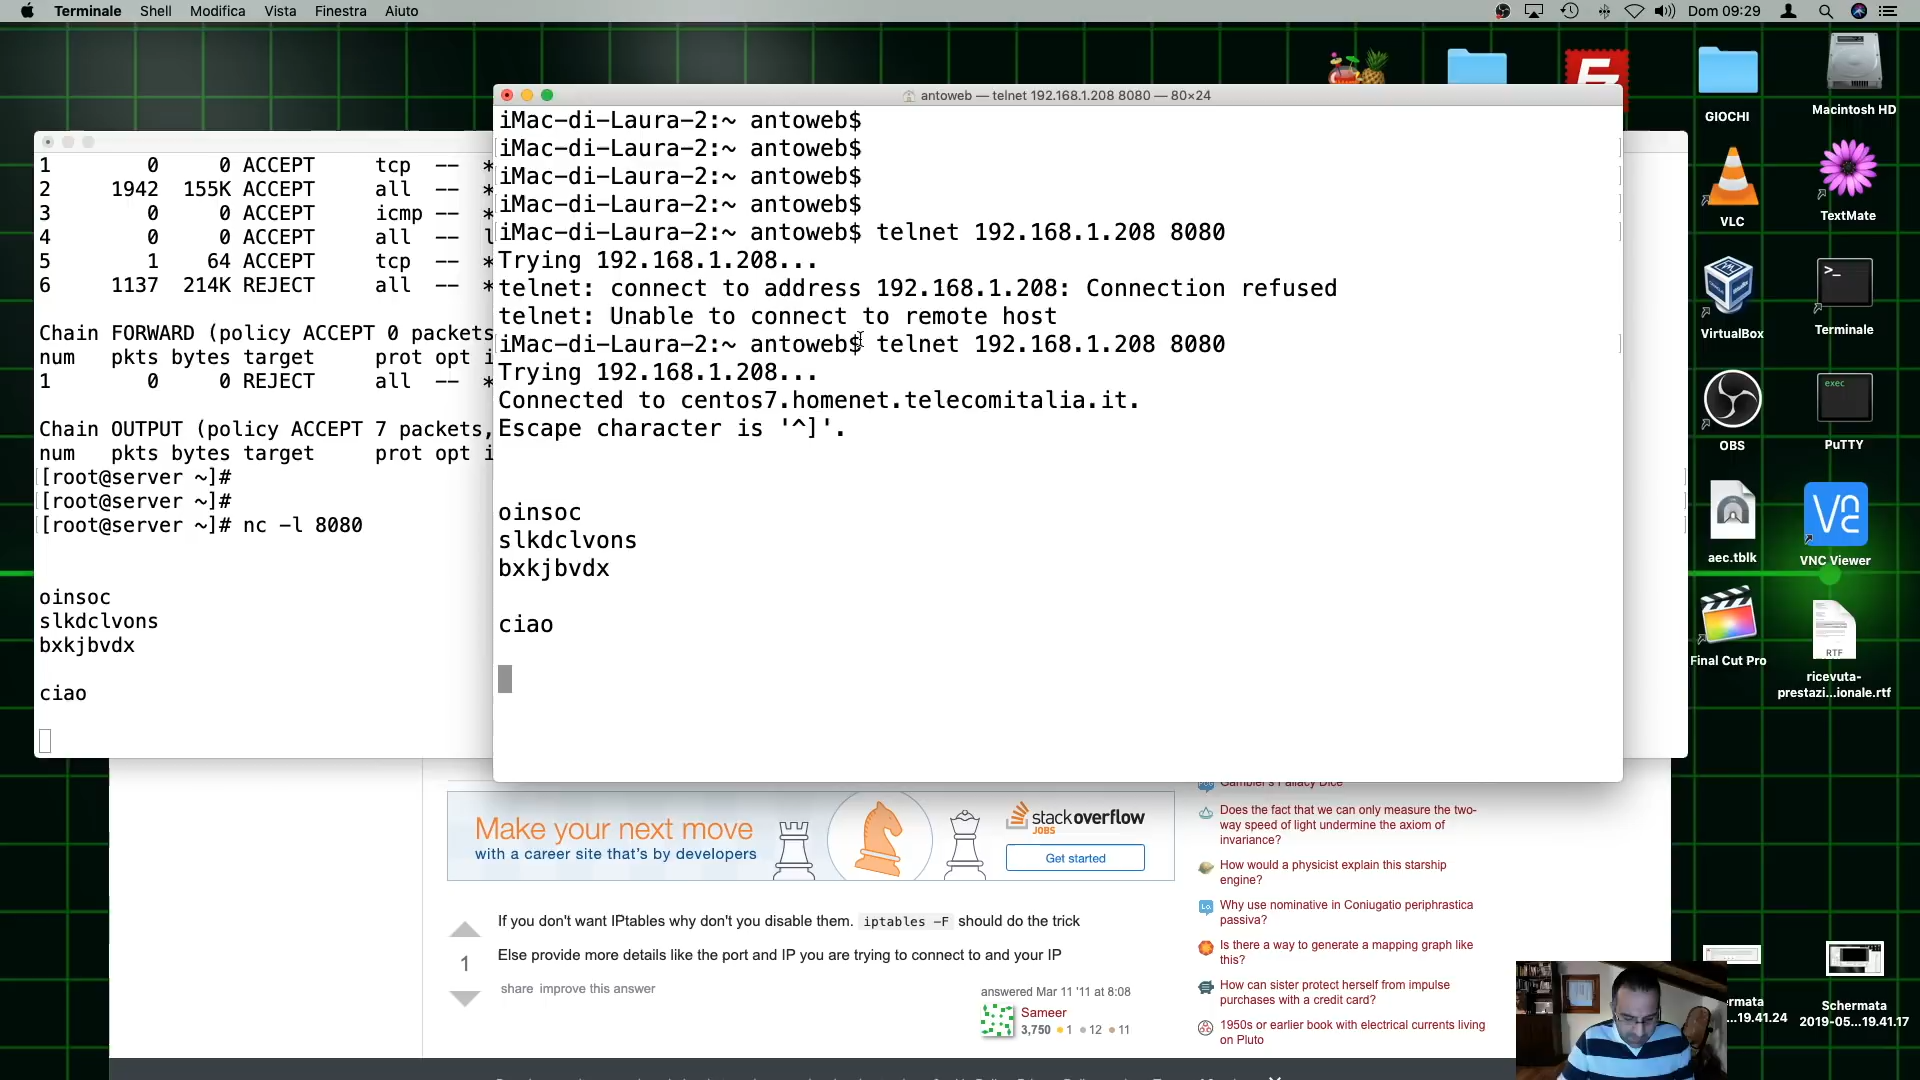 Terminale Shell Modifica Vista Finestra Aiuto
Dom 09:29
antoweb — telnet 192.168.1.208 8080 — 80×24
iMac-di-Laura-2:~ antoweb$
iMac-di-Laura-2:~ antoweb$
iMac-di-Laura-2:~ antoweb$
iMac-di-Laura-2:~ antoweb$
iMac-di-Laura-2:~ antoweb$ telnet 192.168.1.208 8080
Trying 192.168.1.208...
telnet: connect to address 192.168.1.208: Connection refused
telnet: Unable to connect to remote host
iMac-di-Laura-2:~ antoweb$ telnet 192.168.1.208 8080
Trying 192.168.1.208...
Connected to centos7.homenet.telecomitalia.it.
Escape character is '^]'.
oinsoc
slkdclvons
bxkjbvdx
ciao
1 0 0 ACCEPT tcp -- *
2 1942 155K ACCEPT all -- *
3 0 0 ACCEPT icmp -- *
4 0 0 ACCEPT all -- l
5 1 64 ACCEPT tcp -- *
6 1137 214K REJECT all -- *
Chain FORWARD (policy ACCEPT 0 packets
num pkts bytes target prot opt i
1 0 0 REJECT all -- *
Chain OUTPUT (policy ACCEPT 7 packets,
num pkts bytes target prot opt i
[root@server ~]#
[root@server ~]#
[root@server ~]# nc -l 8080
oinsoc
slkdclvons
bxkjbvdx
ciao
GIOCHI
Macintosh HD
VLC
TextMate
VirtualBox
Terminale
exec
OBS
PuTTY
aec.tblk
VNC Viewer
Final Cut Pro
RTF
ricevuta-
prestazi...ionale.rtf
ermata
...19.41.24
Schermata
2019-05...19.41.17
Make your next move
with a career site that's by developers
stackoverflow
JOBS
Get started
If you don't want IPtables why don't you disable them. iptables -F should do the trick
Else provide more details like the port and IP you are trying to connect to and your IP
1
share improve this answer
answered Mar 11 '11 at 8:08
Sameer
3,750 1 12 11
Gambler's Fallacy Dice
Does the fact that we can only measure the two-
way speed of light undermine the axiom of
invariance?
How would a physicist explain this starship
engine?
Why use nominative in Coniugatio periphrastica
passiva?
Is there a way to generate a mapping graph like
this?
How can sister protect herself from impulse
purchases with a credit card?
1950s or earlier book with electrical currents living
on Pluto